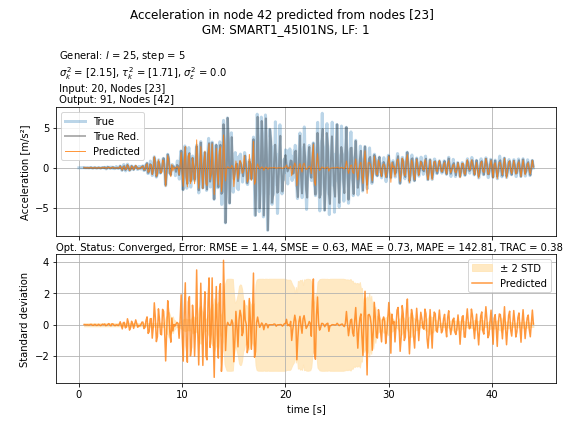 Acceleration in node 42 predicted from nodes [23]
GM: SMART1_45I01NS, LF: 1
General: l = 25, step = 5
σ²ₖ = [2.15], τ²ₖ = [1.71], σ²ε = 0.0
Input: 20, Nodes [23]
Output: 91, Nodes [42]
True
True Red.
Predicted
Acceleration [m/s²]
5
0
−5
Opt. Status: Converged, Error: RMSE = 1.44, SMSE = 0.63, MAE = 0.73, MAPE = 142.81, TRAC = 0.38
± 2 STD
Predicted
Standard deviation
4
2
0
−2
0 10 20 30 40
time [s]